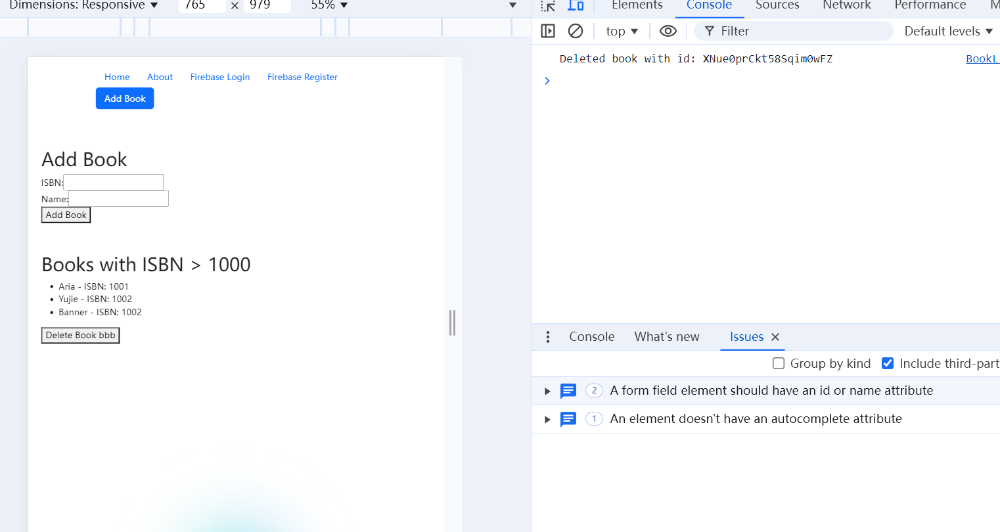 Dimensions: Responsive ▼ 765 × 979 55% ▼ ▼
Elements Console Sources Network Performance M
top ▼ Filter Default levels ▼
Deleted book with id: XNue0prCkt58Sqim0wFZ BookL
Home About Firebase Login Firebase Register
Add Book
Add Book
ISBN:
Name:
Add Book
Books with ISBN > 1000
• Aria - ISBN: 1001
• Yujie - ISBN: 1002
• Banner - ISBN: 1002
Delete Book bbb
Console What's new Issues ×
Group by kind Include third-part
2 A form field element should have an id or name attribute
1 An element doesn't have an autocomplete attribute